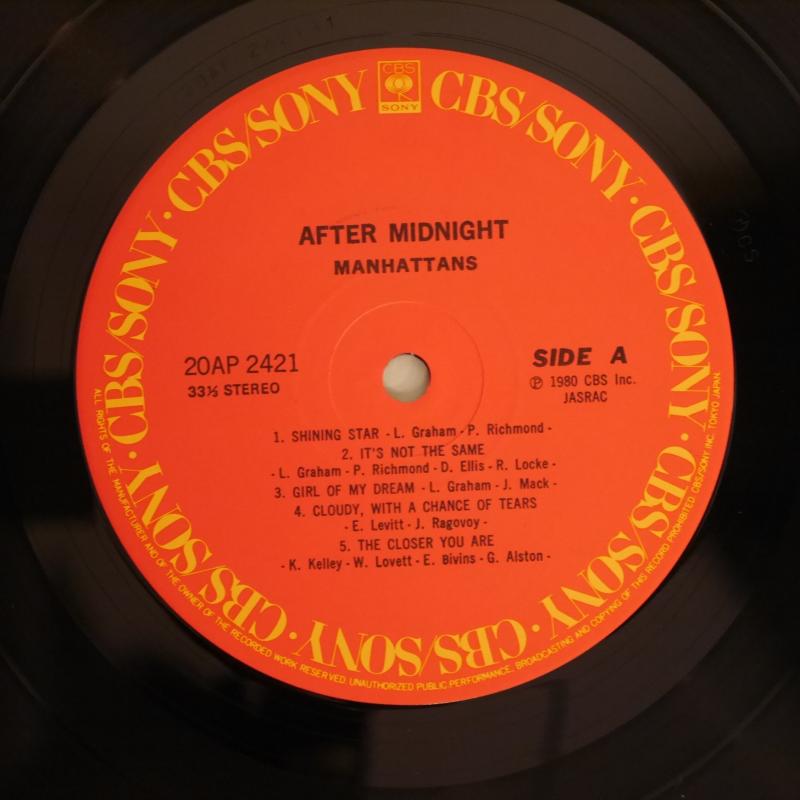 CBS
SONY
CBS/SONY · CBS/SONY · CBS/SONY · CBS/SONY · CBS/SONY · CBS/SONY · CBS/SONY · CBS/SONY
AFTER MIDNIGHT
MANHATTANS
20AP 2421
33⅓ STEREO
SIDE A
Ⓟ 1980 CBS Inc.
JASRAC
1. SHINING STAR - L. Graham - P. Richmond -
2. IT'S NOT THE SAME
- L. Graham - P. Richmond - D. Ellis - R. Locke -
3. GIRL OF MY DREAM - L. Graham - J. Mack -
4. CLOUDY, WITH A CHANCE OF TEARS
- E. Levitt - J. Ragovoy -
5. THE CLOSER YOU ARE
- K. Kelley - W. Lovett - E. Bivins - G. Alston -
ALL RIGHTS OF THE MANUFACTURER AND OF THE OWNER OF THE RECORDED WORK RESERVED. UNAUTHORIZED PUBLIC PERFORMANCE, BROADCASTING AND COPYING OF THIS RECORD PROHIBITED CBS/SONY INC. TOKYO JAPAN.